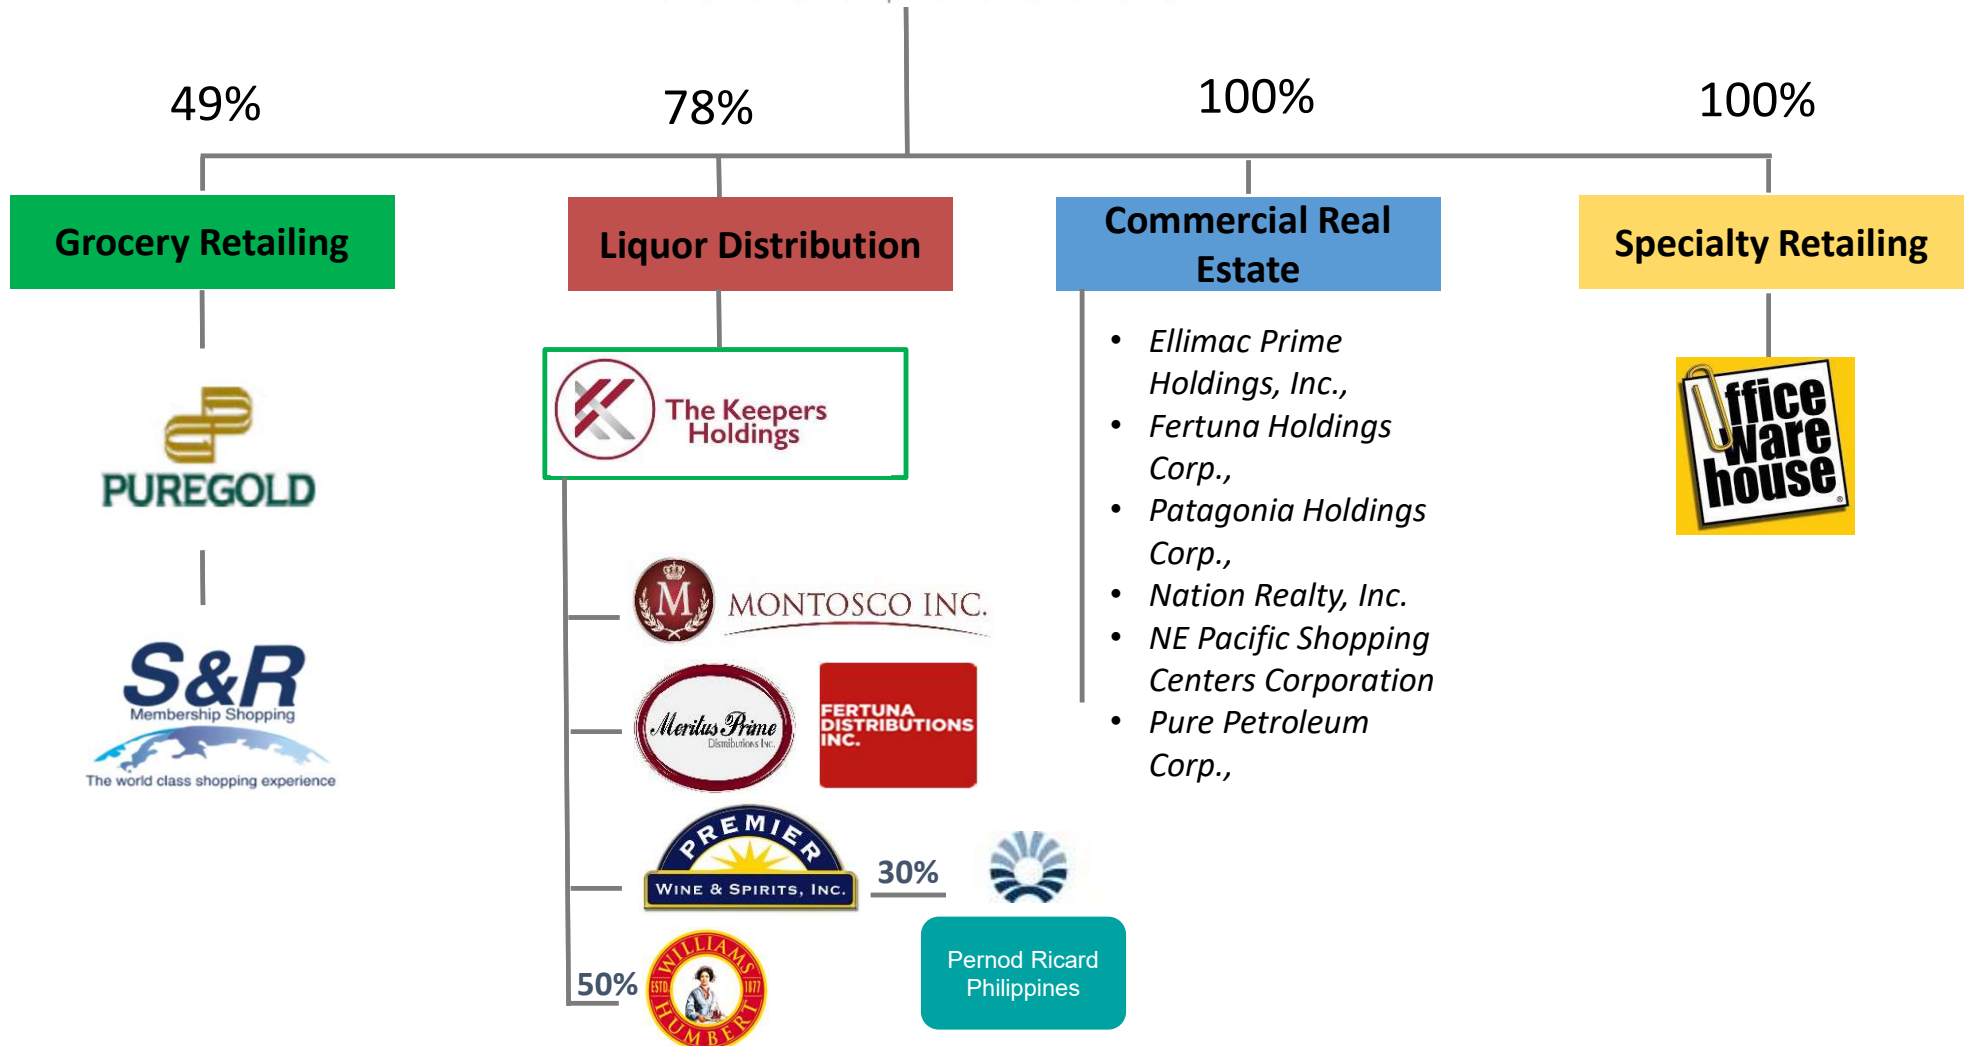 49%
78%
100%
100%
Grocery Retailing
Liquor Distribution
Commercial Real
Estate
Specialty Retailing
PUREGOLD
S&R
Membership Shopping
The world class shopping experience
The Keepers
Holdings
M
MONTOSCO INC.
Meritus Prime
Distributions Inc.
FERTUNA
DISTRIBUTIONS
INC.
PREMIER
WINE & SPIRITS, INC.
30%
Pernod Ricard
Philippines
50%
WILLIAMS
ESTD. 1877
HUMBERT
• Ellimac Prime
Holdings, Inc.,
• Fertuna Holdings
Corp.,
• Patagonia Holdings
Corp.,
• Nation Realty, Inc.
• NE Pacific Shopping
Centers Corporation
• Pure Petroleum
Corp.,
Office
ware
house